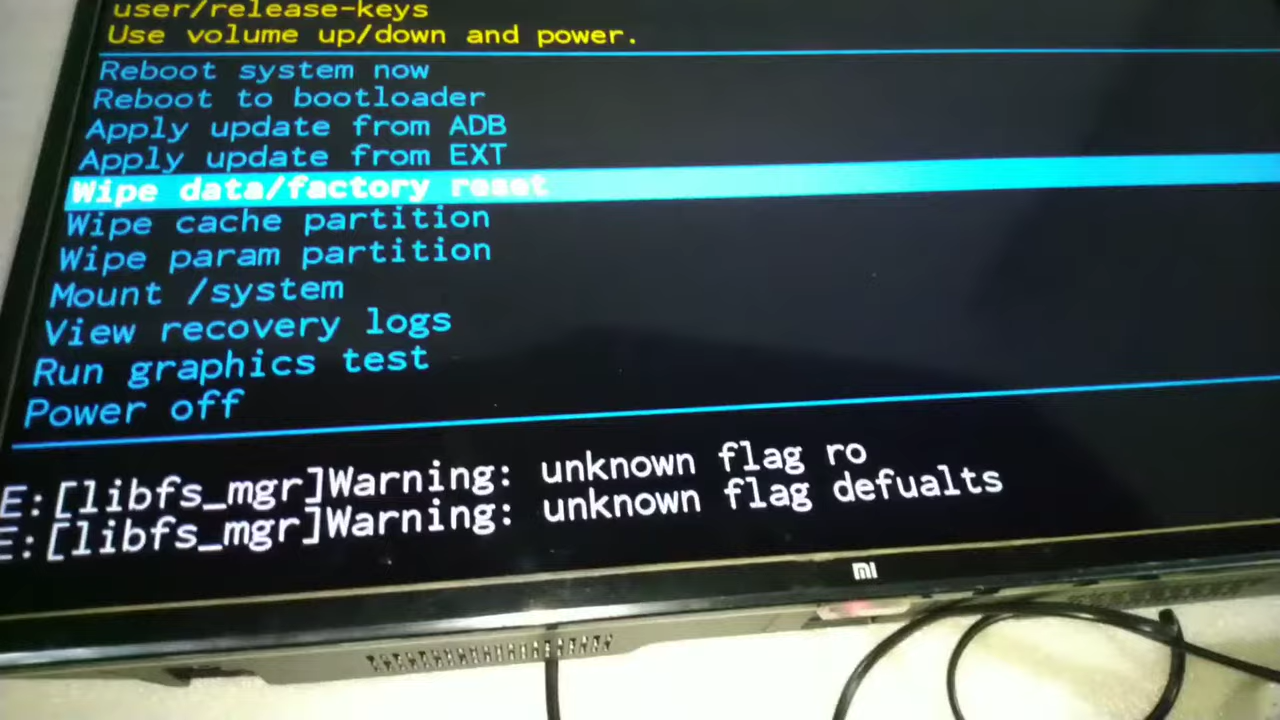 user/release-keys
Use volume up/down and power.
Reboot system now
Reboot to bootloader
Apply update from ADB
Apply update from EXT
Wipe data/factory reset
Wipe cache partition
Wipe param partition
Mount /system
View recovery logs
Run graphics test
Power off
E:[libfs_mgr]Warning: unknown flag ro
E:[libfs_mgr]Warning: unknown flag defualts
mi